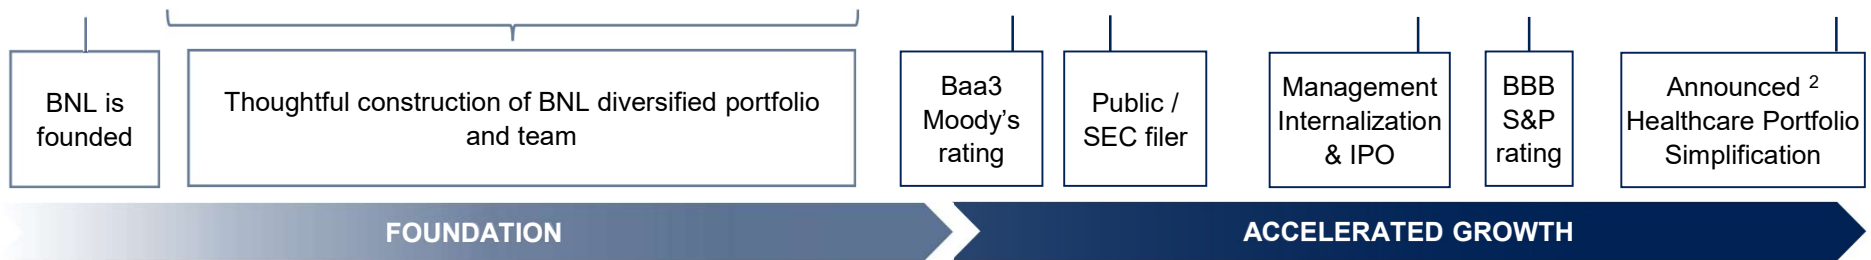 BNL is
founded
Thoughtful construction of BNL diversified portfolio
and team
Baa3
Moody’s
rating
Public /
SEC filer
Management
Internalization
& IPO
BBB
S&P
rating
Announced 2
Healthcare Portfolio
Simplification
FOUNDATION
ACCELERATED GROWTH